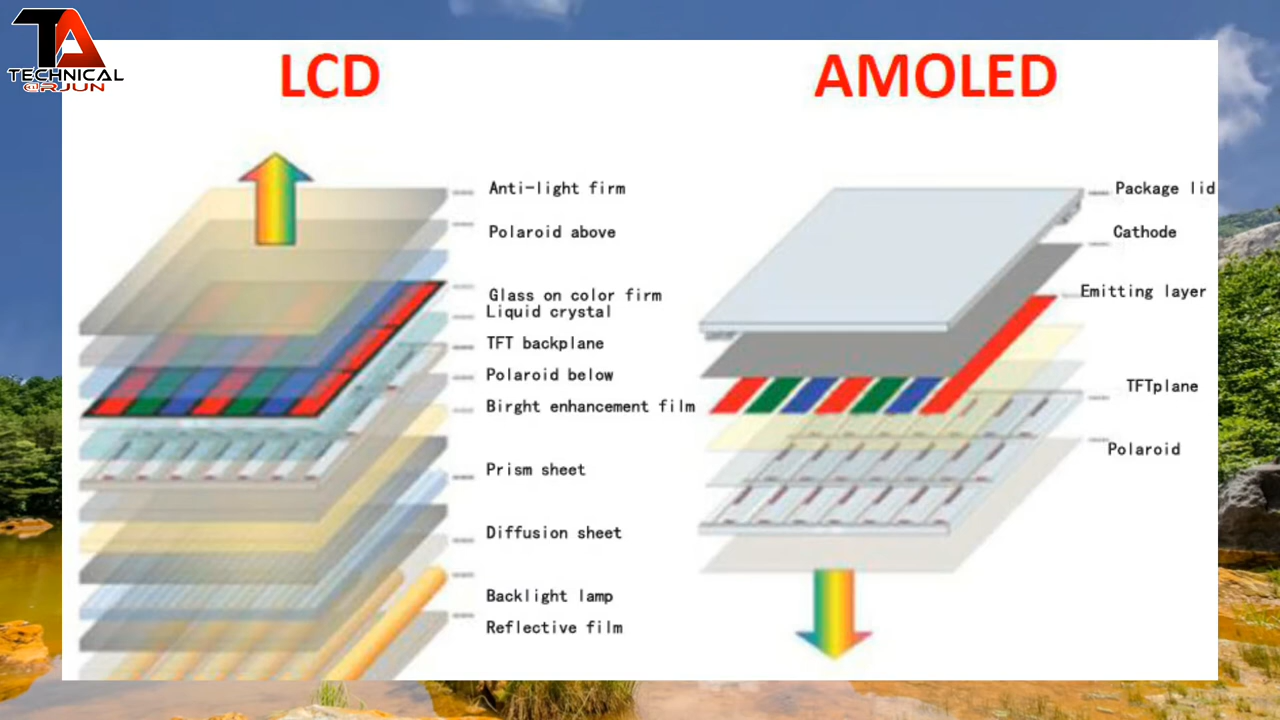 TA
TECHNICAL
@RJUN
LCD
Anti-light firm
Polaroid above
Glass on color firm
Liquid crystal
TFT backplane
Polaroid below
Birght enhancement film
Prism sheet
Diffusion sheet
Backlight lamp
Reflective film
AMOLED
Package lid
Cathode
Emitting layer
TFTplane
Polaroid